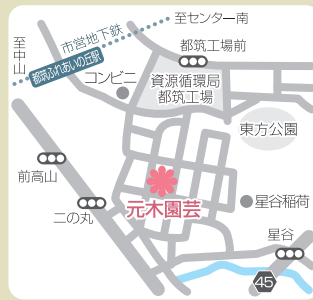 至センター南
市営地下鉄
至中山
都筑ふれあいの丘駅
都筑工場前
コンビニ
資源循環局
都筑工場
東方公園
前高山
元木園芸
二の丸
星谷稲荷
星谷
45